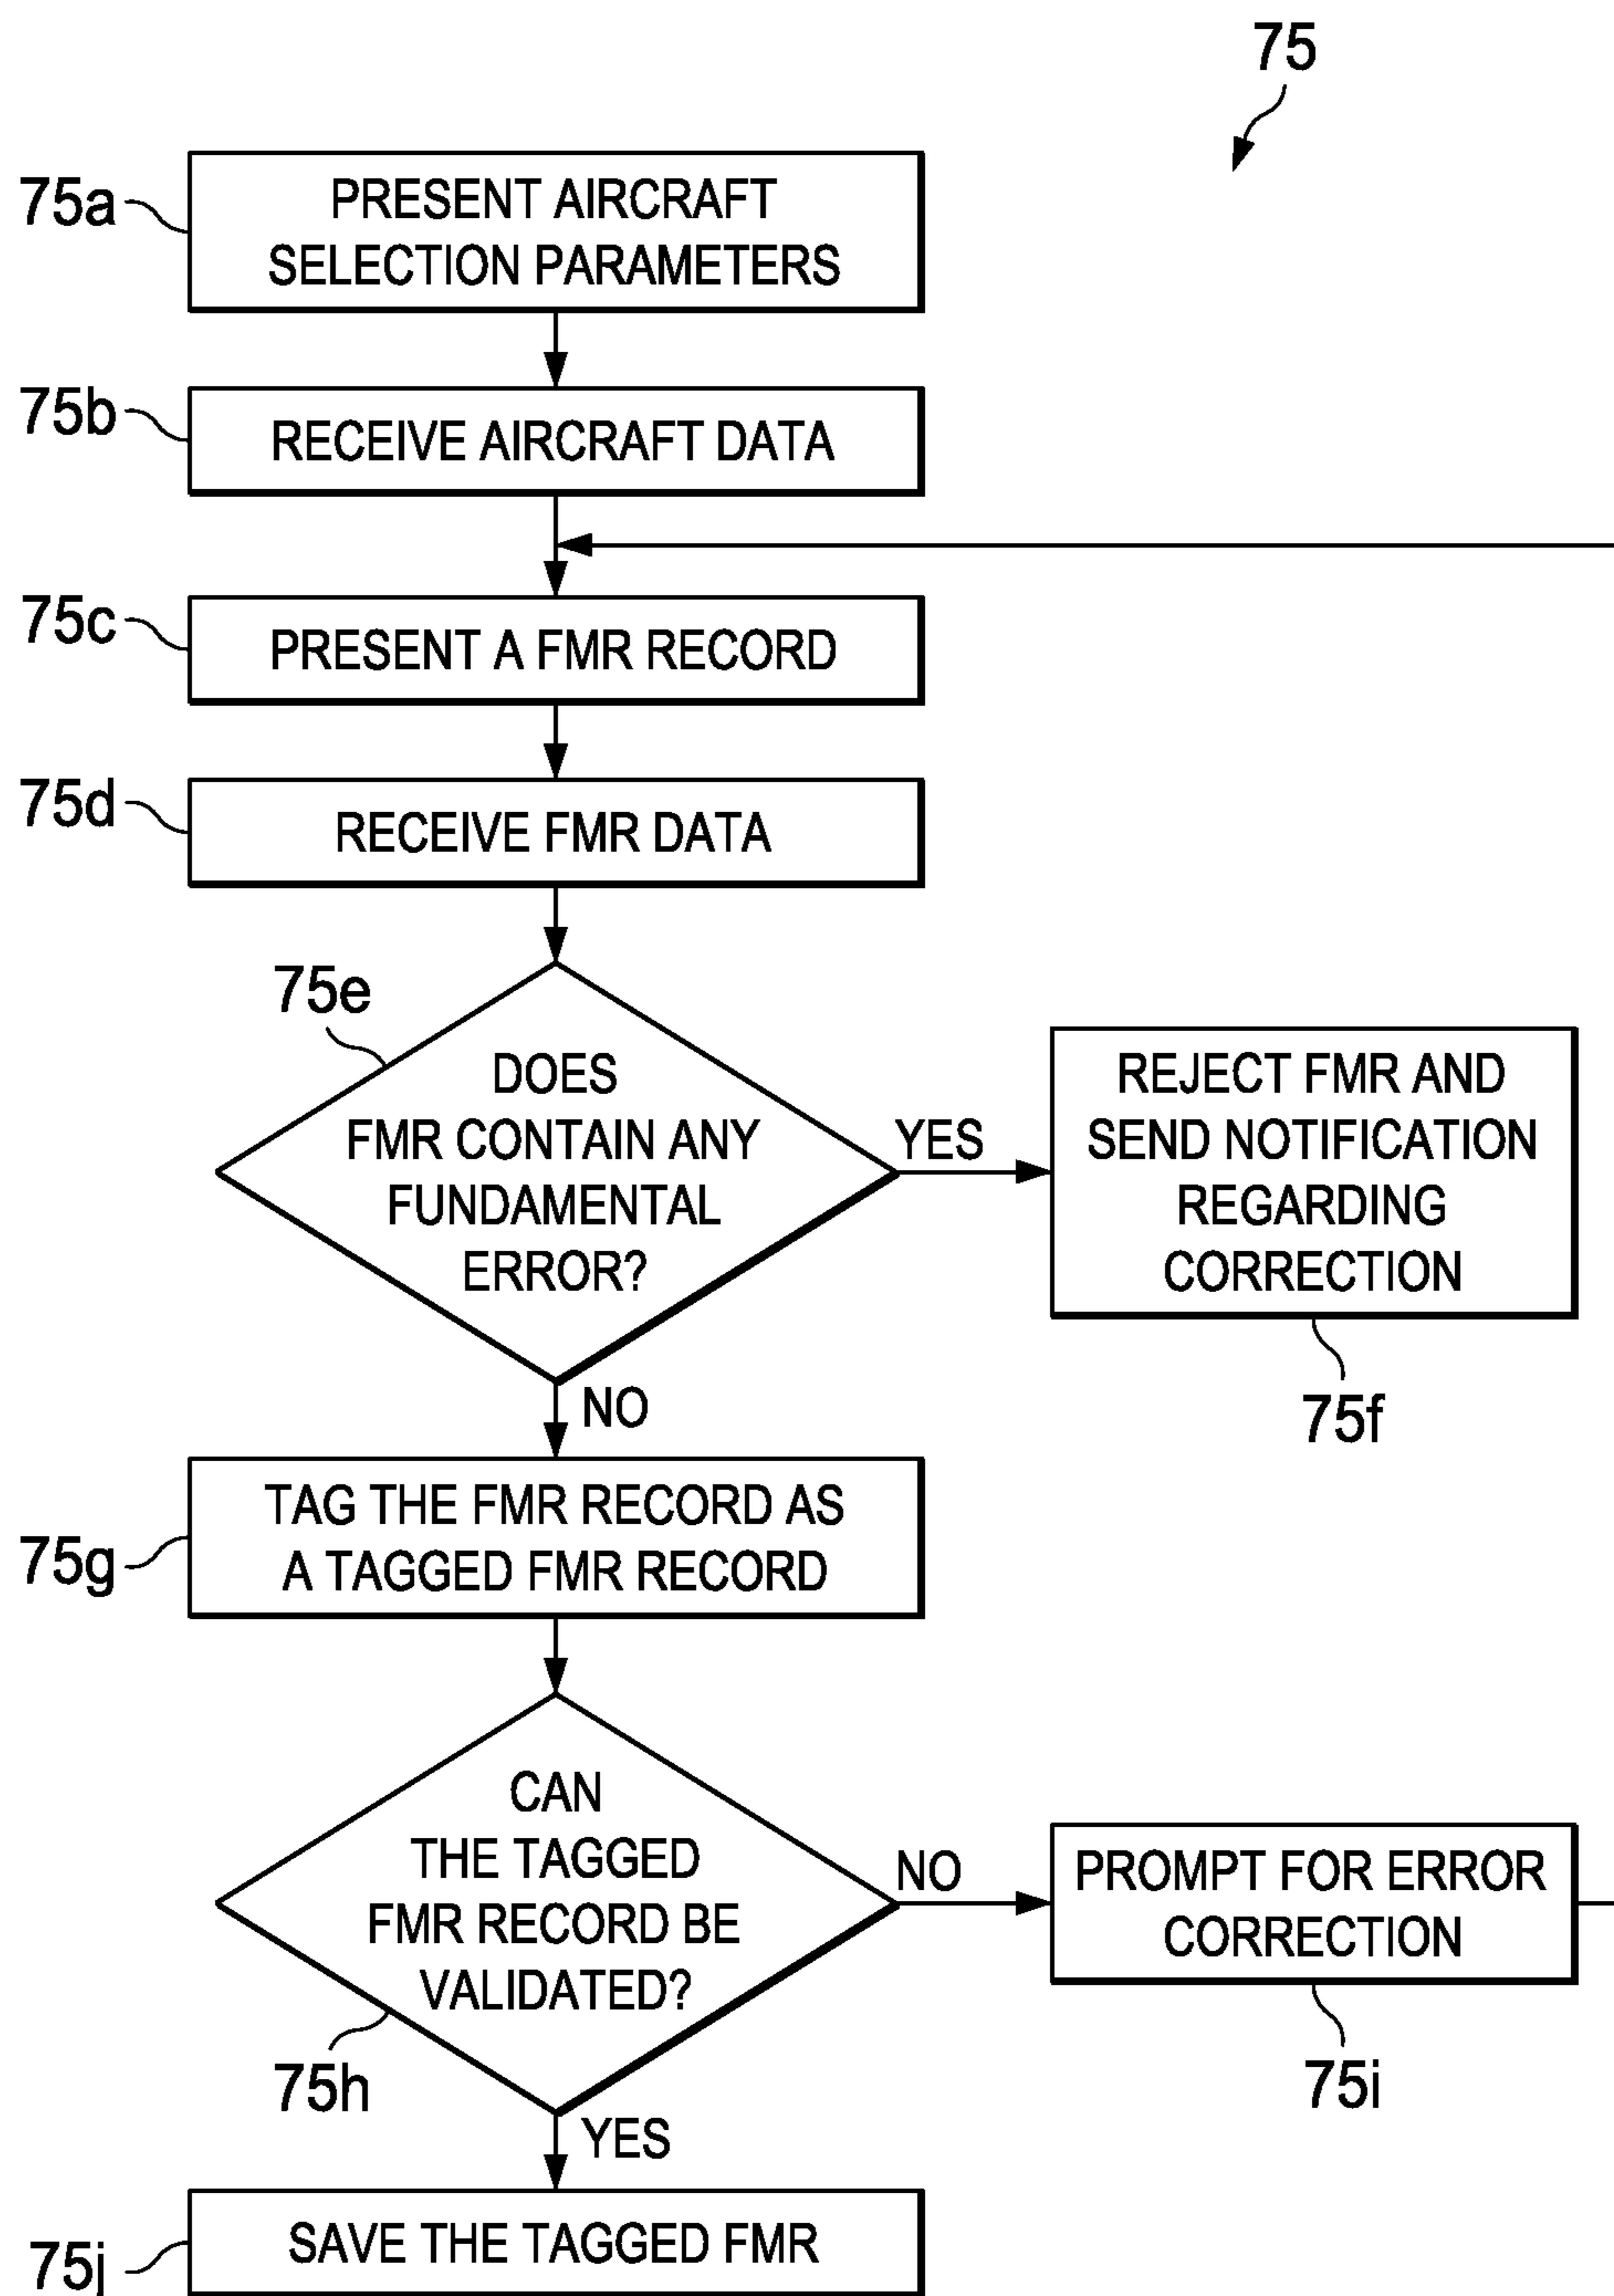 75
75a
PRESENT AIRCRAFT
SELECTION PARAMETERS
75b
RECEIVE AIRCRAFT DATA
75c
PRESENT A FMR RECORD
75d
RECEIVE FMR DATA
75e
DOES
FMR CONTAIN ANY
FUNDAMENTAL
ERROR?
YES
REJECT FMR AND
SEND NOTIFICATION
REGARDING
CORRECTION
75f
NO
75g
TAG THE FMR RECORD AS
A TAGGED FMR RECORD
CAN
THE TAGGED
FMR RECORD BE
VALIDATED?
75h
NO
PROMPT FOR ERROR
CORRECTION
75i
YES
75j
SAVE THE TAGGED FMR